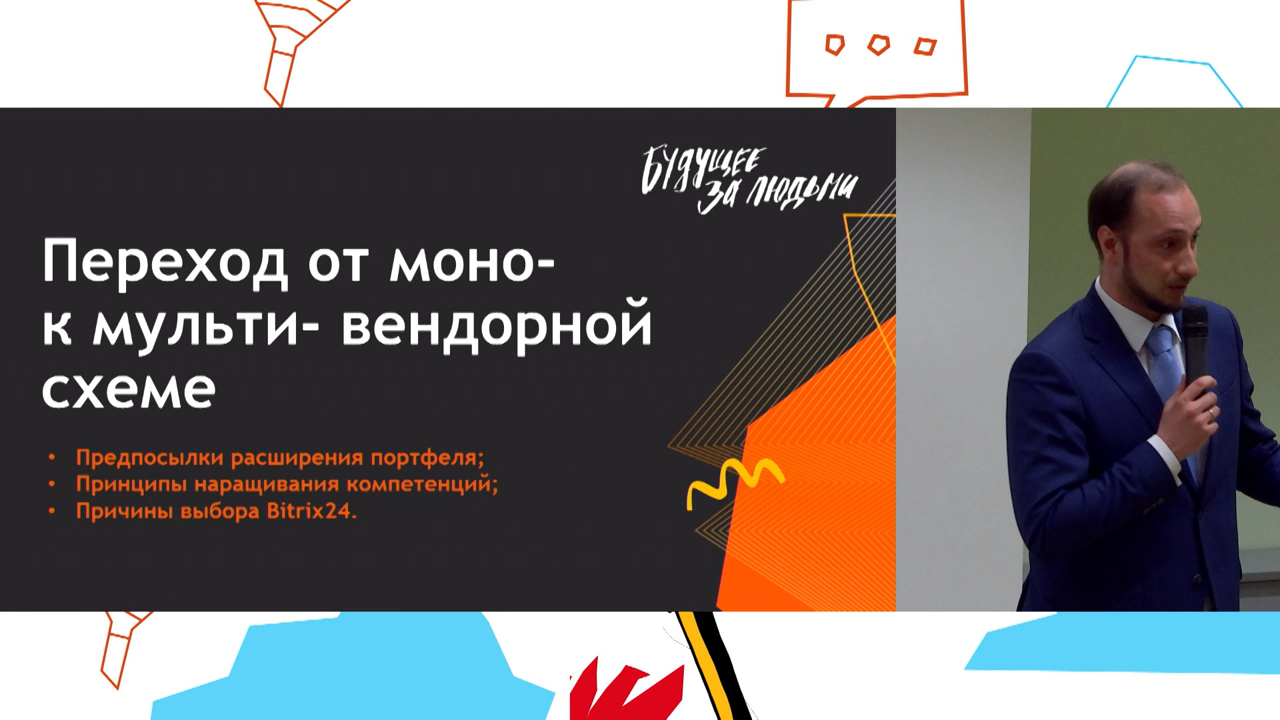 Будущее
за людьми
Переход от моно-
к мульти- вендорной
схеме
• Предпосылки расширения портфеля;
• Принципы наращивания компетенций;
• Причины выбора Bitrix24.